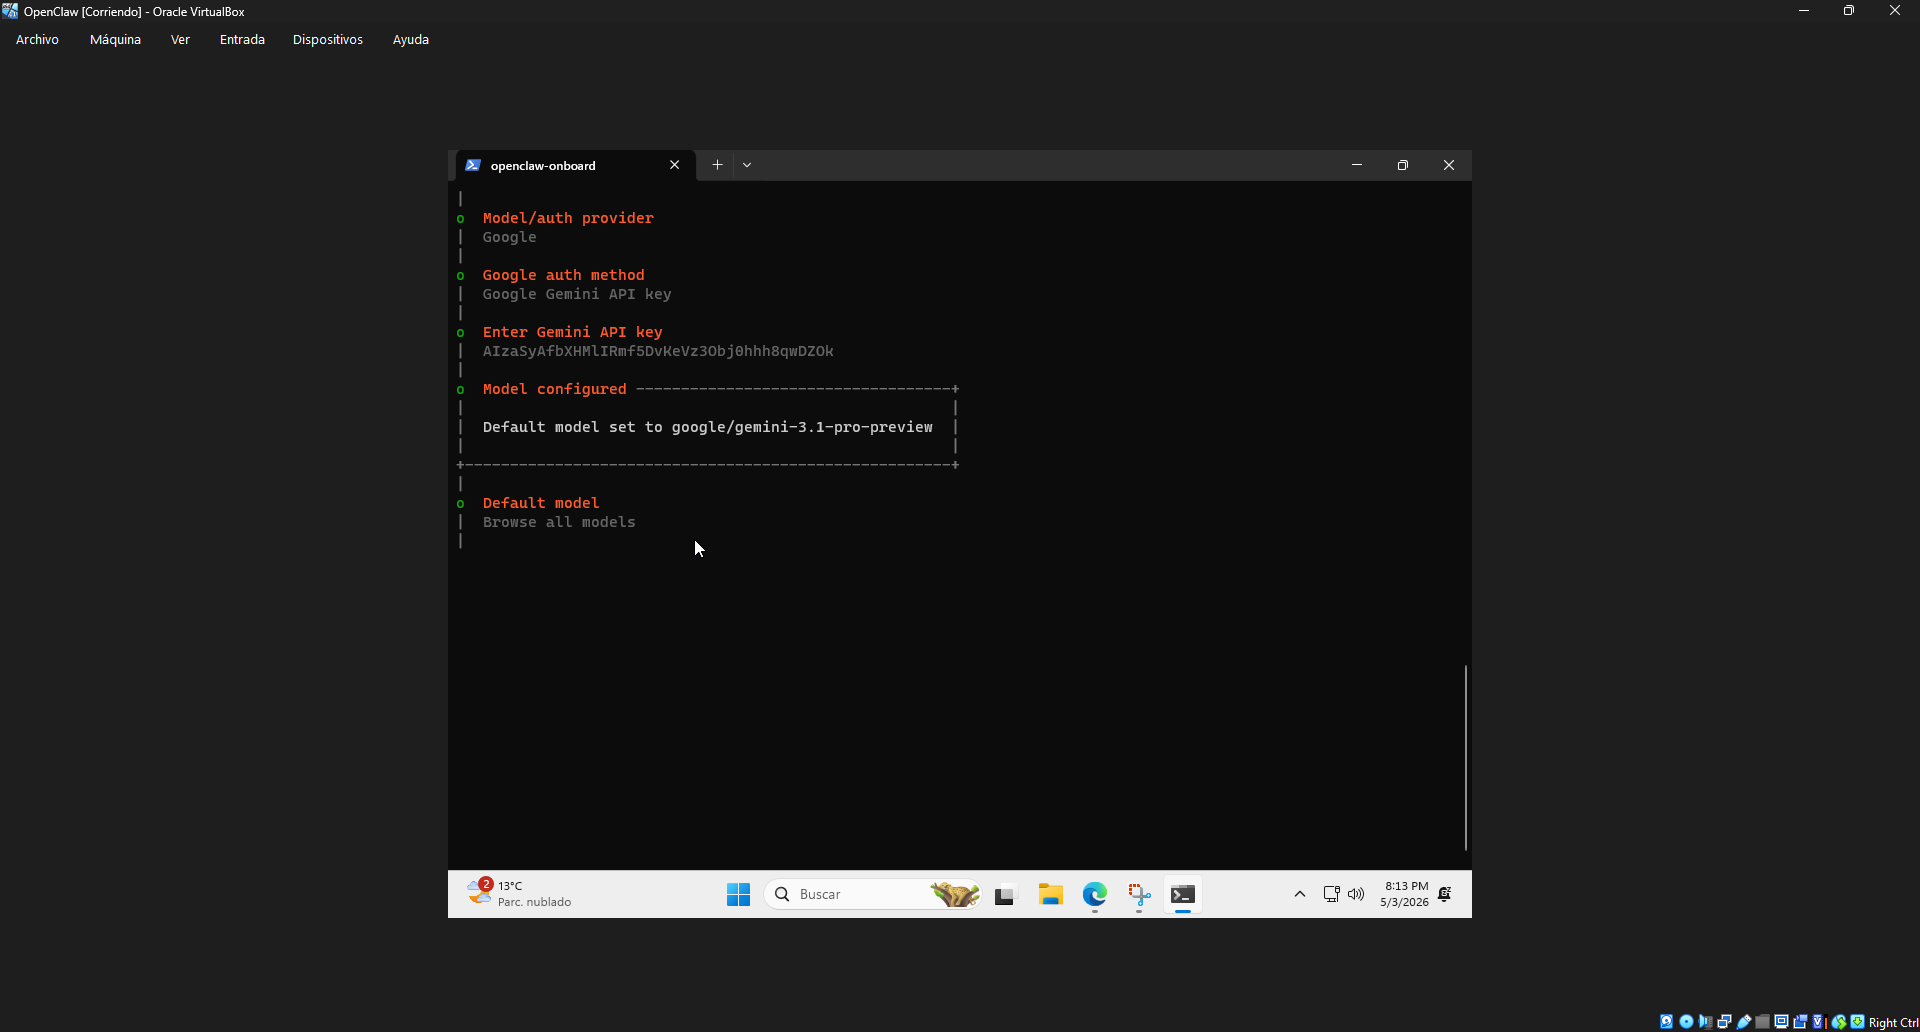 OpenClaw [Corriendo] - Oracle VirtualBox
Archivo Máquina Ver Entrada Dispositivos Ayuda
openclaw-onboard
Model/auth provider
Google
Google auth method
Google Gemini API key
Enter Gemini API key
AIzaSyAfbXHMlIRmf5DvKeVz3Obj0hhh8qwDZOk
Model configured
Default model set to google/gemini-3.1-pro-preview
Default model
Browse all models
2
13°C
Parc. nublado
Buscar
8:13 PM
5/3/2026
Right Ctrl